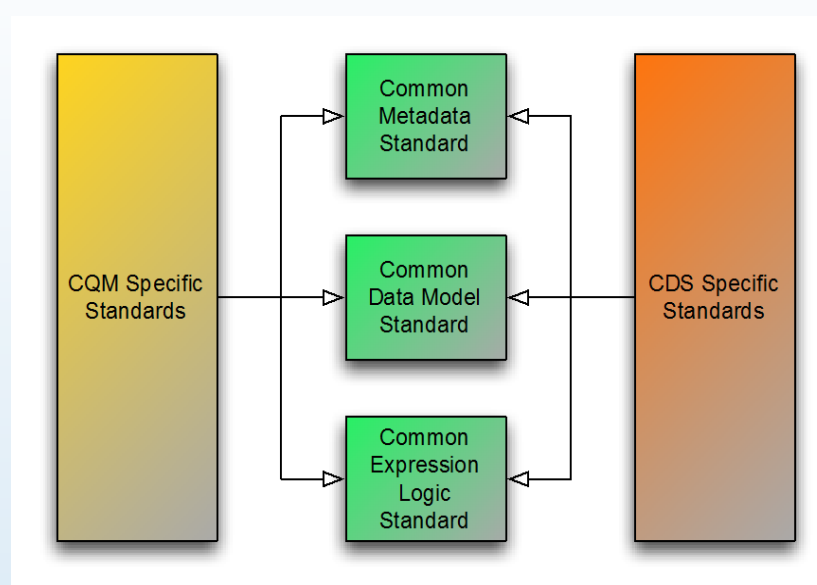 CQM Specific
Standards
Common
Metadata
Standard
Common
Data Model
Standard
Common
Expression
Logic
Standard
CDS Specific
Standards